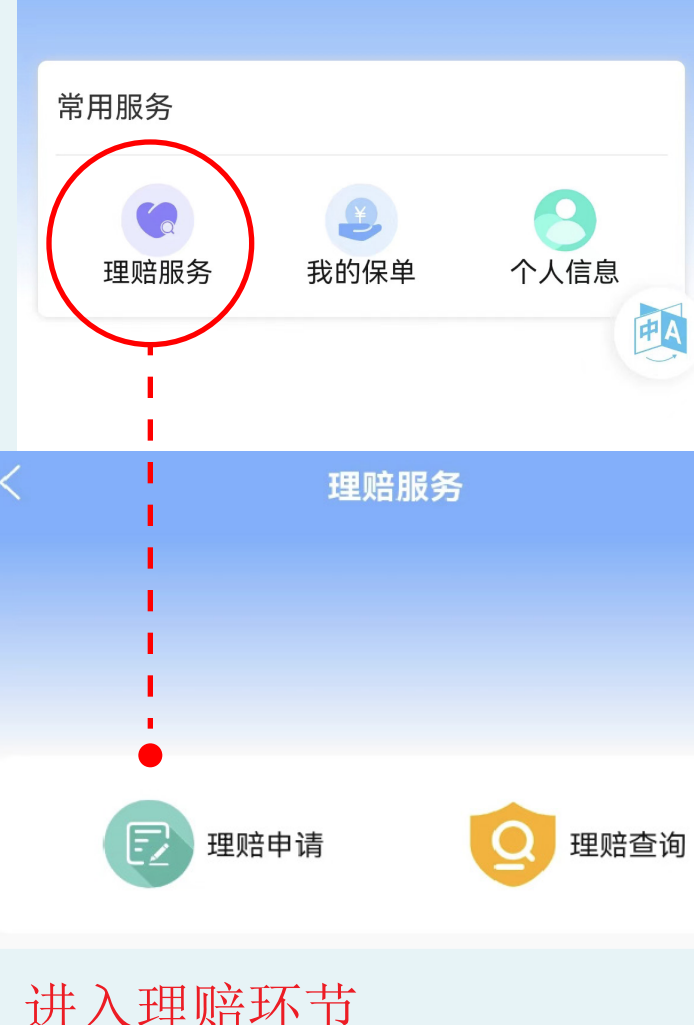 常用服务
理赔服务 我的保单 个人信息
中A
理赔服务
理赔申请 理赔查询
进入理赔环节